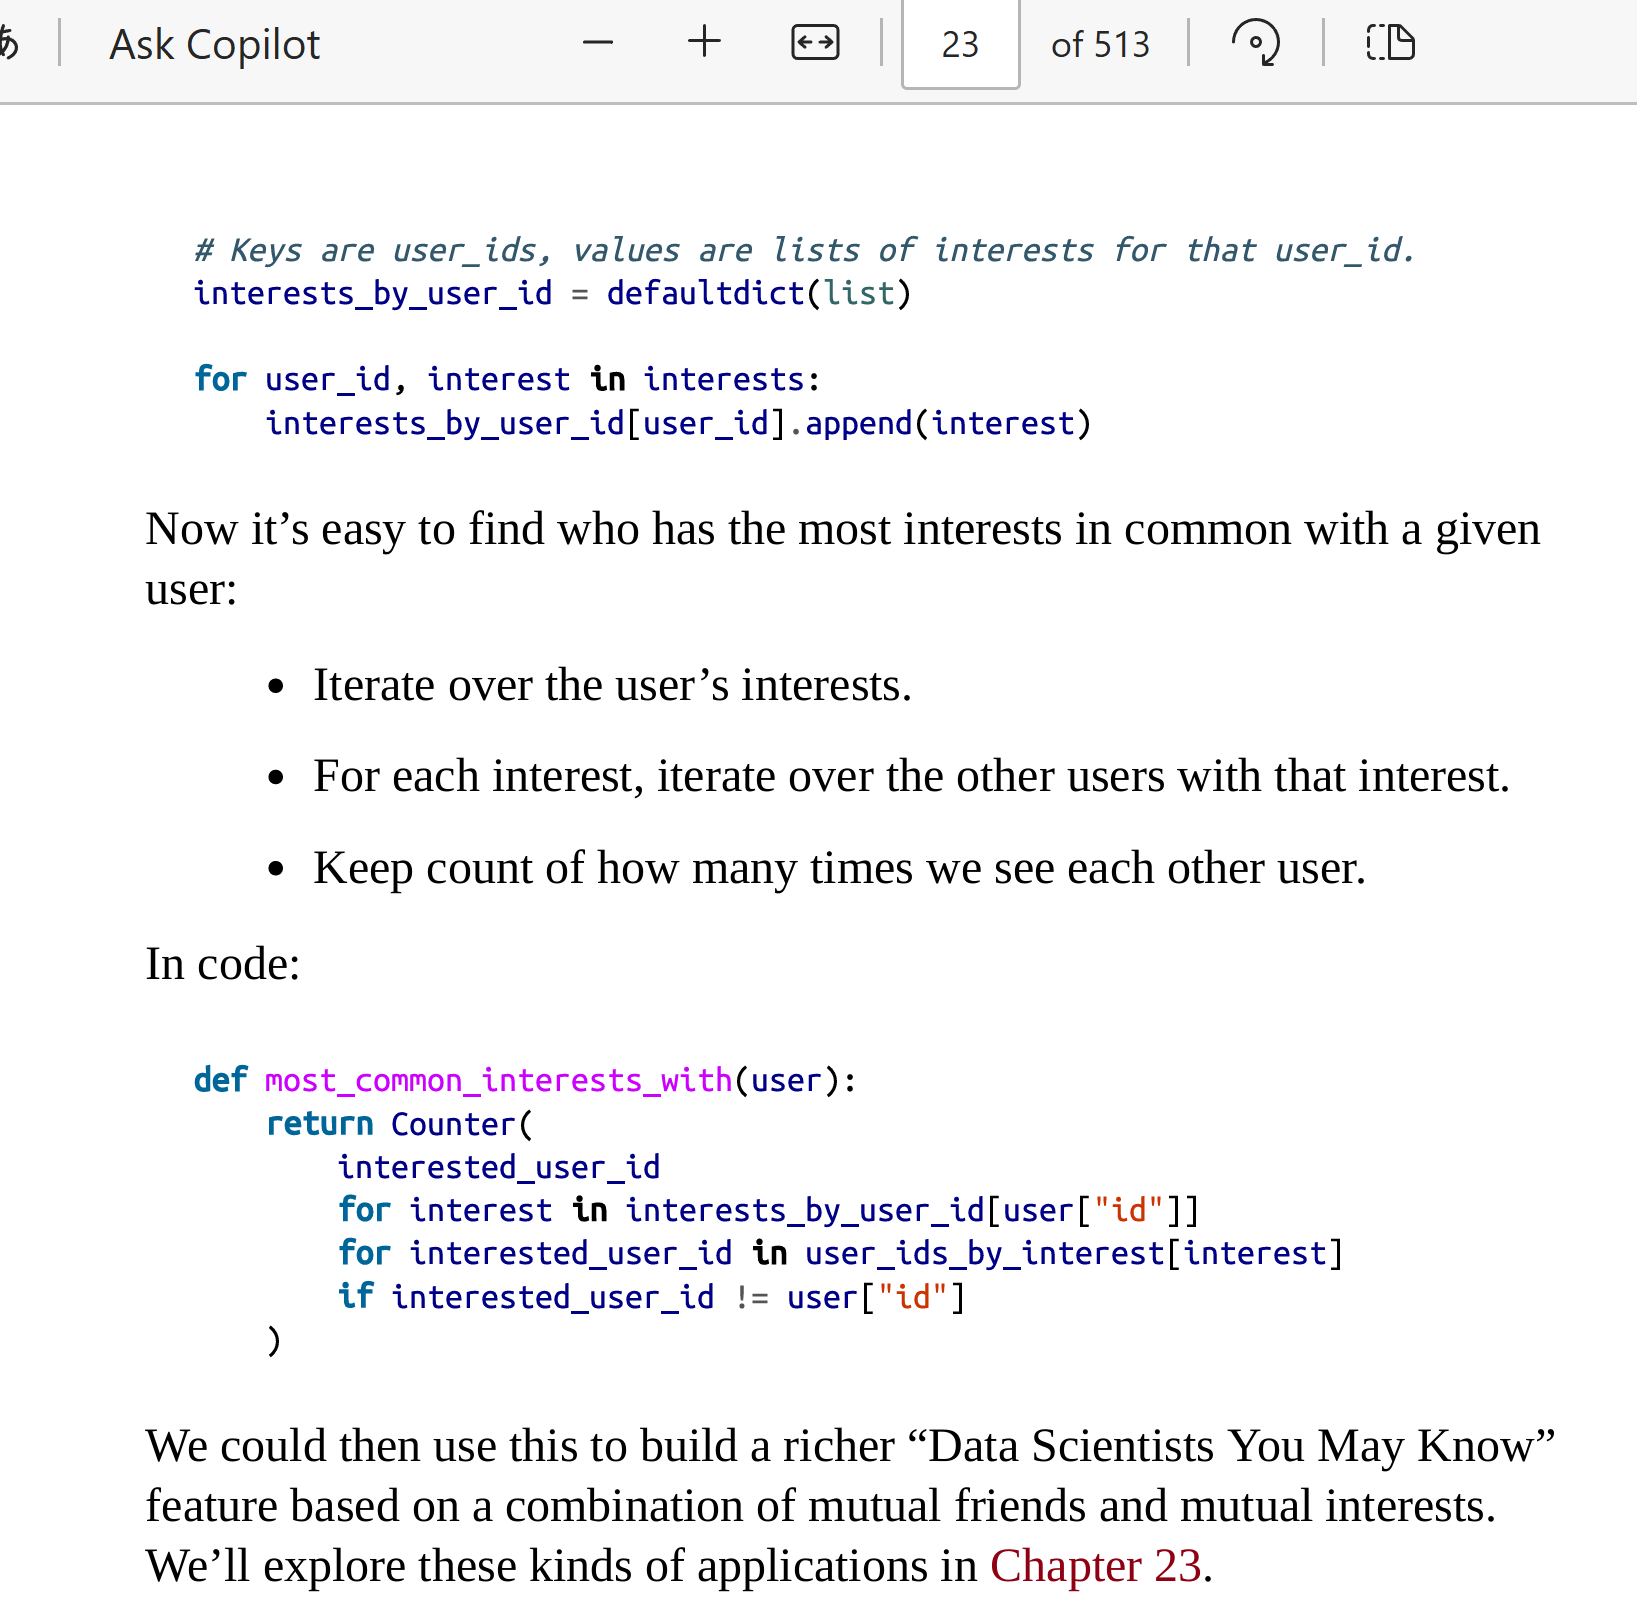 あ Ask Copilot 23 of 513
# Keys are user_ids, values are lists of interests for that user_id.
interests_by_user_id = defaultdict(list)
for user_id, interest in interests:
    interests_by_user_id[user_id].append(interest)
Now it’s easy to find who has the most interests in common with a given
user:
• Iterate over the user’s interests.
• For each interest, iterate over the other users with that interest.
• Keep count of how many times we see each other user.
In code:
def most_common_interests_with(user):
    return Counter(
        interested_user_id
        for interest in interests_by_user_id[user["id"]]
        for interested_user_id in user_ids_by_interest[interest]
        if interested_user_id != user["id"]
    )
We could then use this to build a richer “Data Scientists You May Know”
feature based on a combination of mutual friends and mutual interests.
We’ll explore these kinds of applications in Chapter 23.